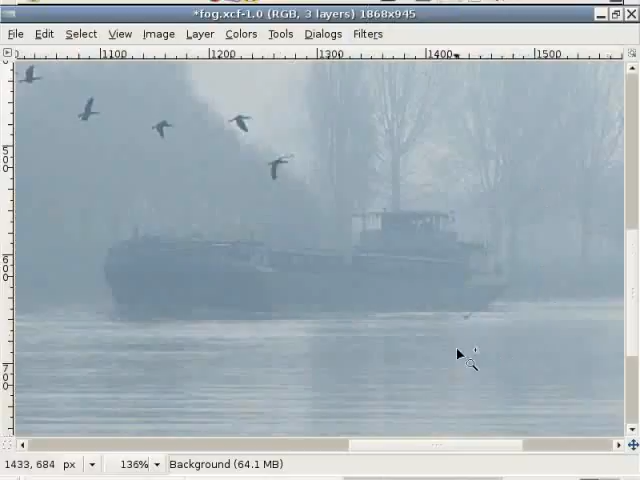 *fog.xcf-1.0 (RGB, 3 layers) 1868x945
File Edit Select View Image Layer Colors Tools Dialogs Filters
1100 1200 1300 1400 1500
1433, 684 px 136% Background (64.1 MB)